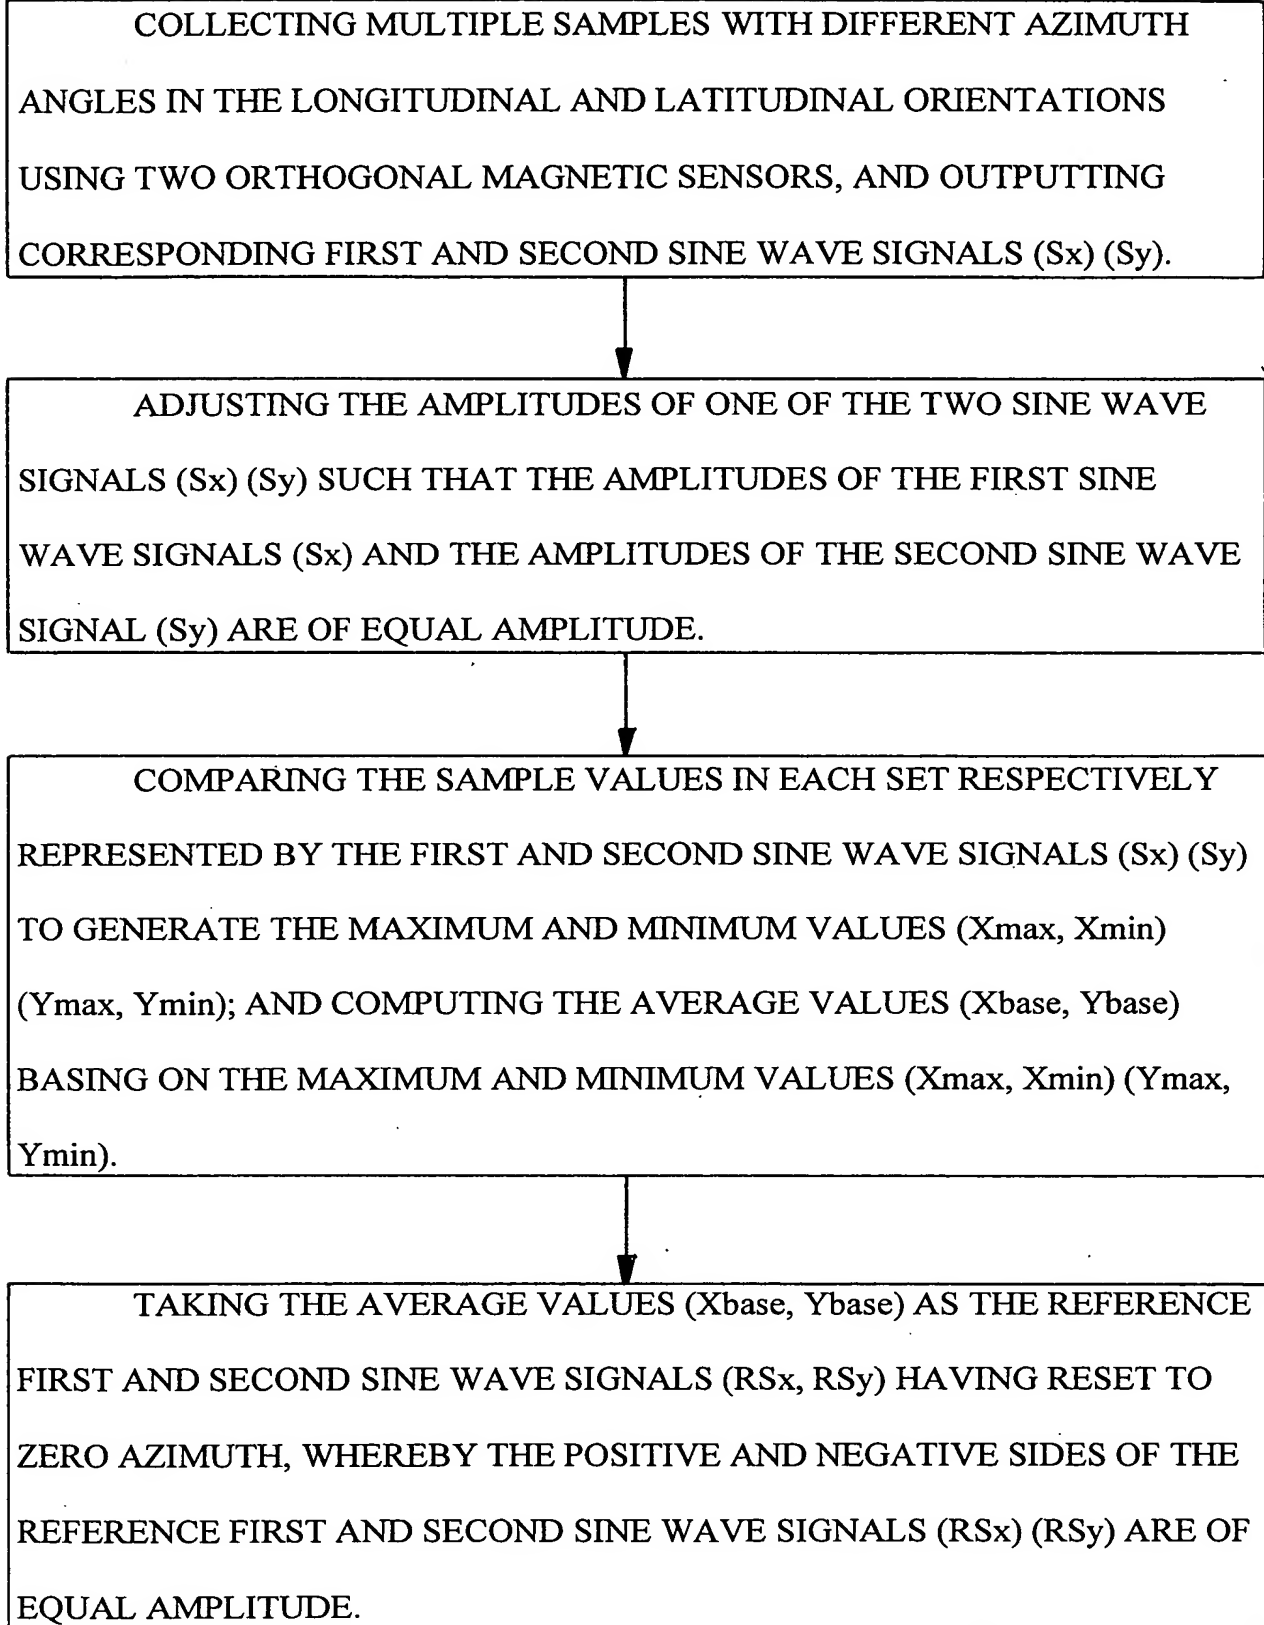 COLLECTING MULTIPLE SAMPLES WITH DIFFERENT AZIMUTH
ANGLES IN THE LONGITUDINAL AND LATITUDINAL ORIENTATIONS
USING TWO ORTHOGONAL MAGNETIC SENSORS, AND OUTPUTTING
CORRESPONDING FIRST AND SECOND SINE WAVE SIGNALS (Sx) (Sy).
ADJUSTING THE AMPLITUDES OF ONE OF THE TWO SINE WAVE
SIGNALS (Sx) (Sy) SUCH THAT THE AMPLITUDES OF THE FIRST SINE
WAVE SIGNALS (Sx) AND THE AMPLITUDES OF THE SECOND SINE WAVE
SIGNAL (Sy) ARE OF EQUAL AMPLITUDE.
COMPARING THE SAMPLE VALUES IN EACH SET RESPECTIVELY
REPRESENTED BY THE FIRST AND SECOND SINE WAVE SIGNALS (Sx) (Sy)
TO GENERATE THE MAXIMUM AND MINIMUM VALUES (Xmax, Xmin)
(Ymax, Ymin); AND COMPUTING THE AVERAGE VALUES (Xbase, Ybase)
BASING ON THE MAXIMUM AND MINIMUM VALUES (Xmax, Xmin) (Ymax,
Ymin).
TAKING THE AVERAGE VALUES (Xbase, Ybase) AS THE REFERENCE
FIRST AND SECOND SINE WAVE SIGNALS (RSx, RSy) HAVING RESET TO
ZERO AZIMUTH, WHEREBY THE POSITIVE AND NEGATIVE SIDES OF THE
REFERENCE FIRST AND SECOND SINE WAVE SIGNALS (RSx) (RSy) ARE OF
EQUAL AMPLITUDE.